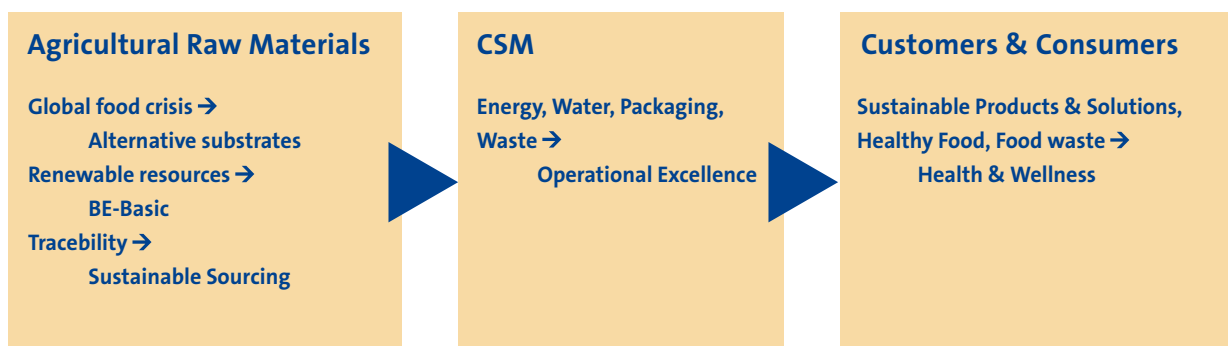 Agricultural Raw Materials
Global food crisis →
Alternative substrates
Renewable resources →
BE-Basic
Tracebility →
Sustainable Sourcing
CSM
Energy, Water, Packaging,
Waste →
Operational Excellence
Customers & Consumers
Sustainable Products & Solutions,
Healthy Food, Food waste →
Health & Wellness